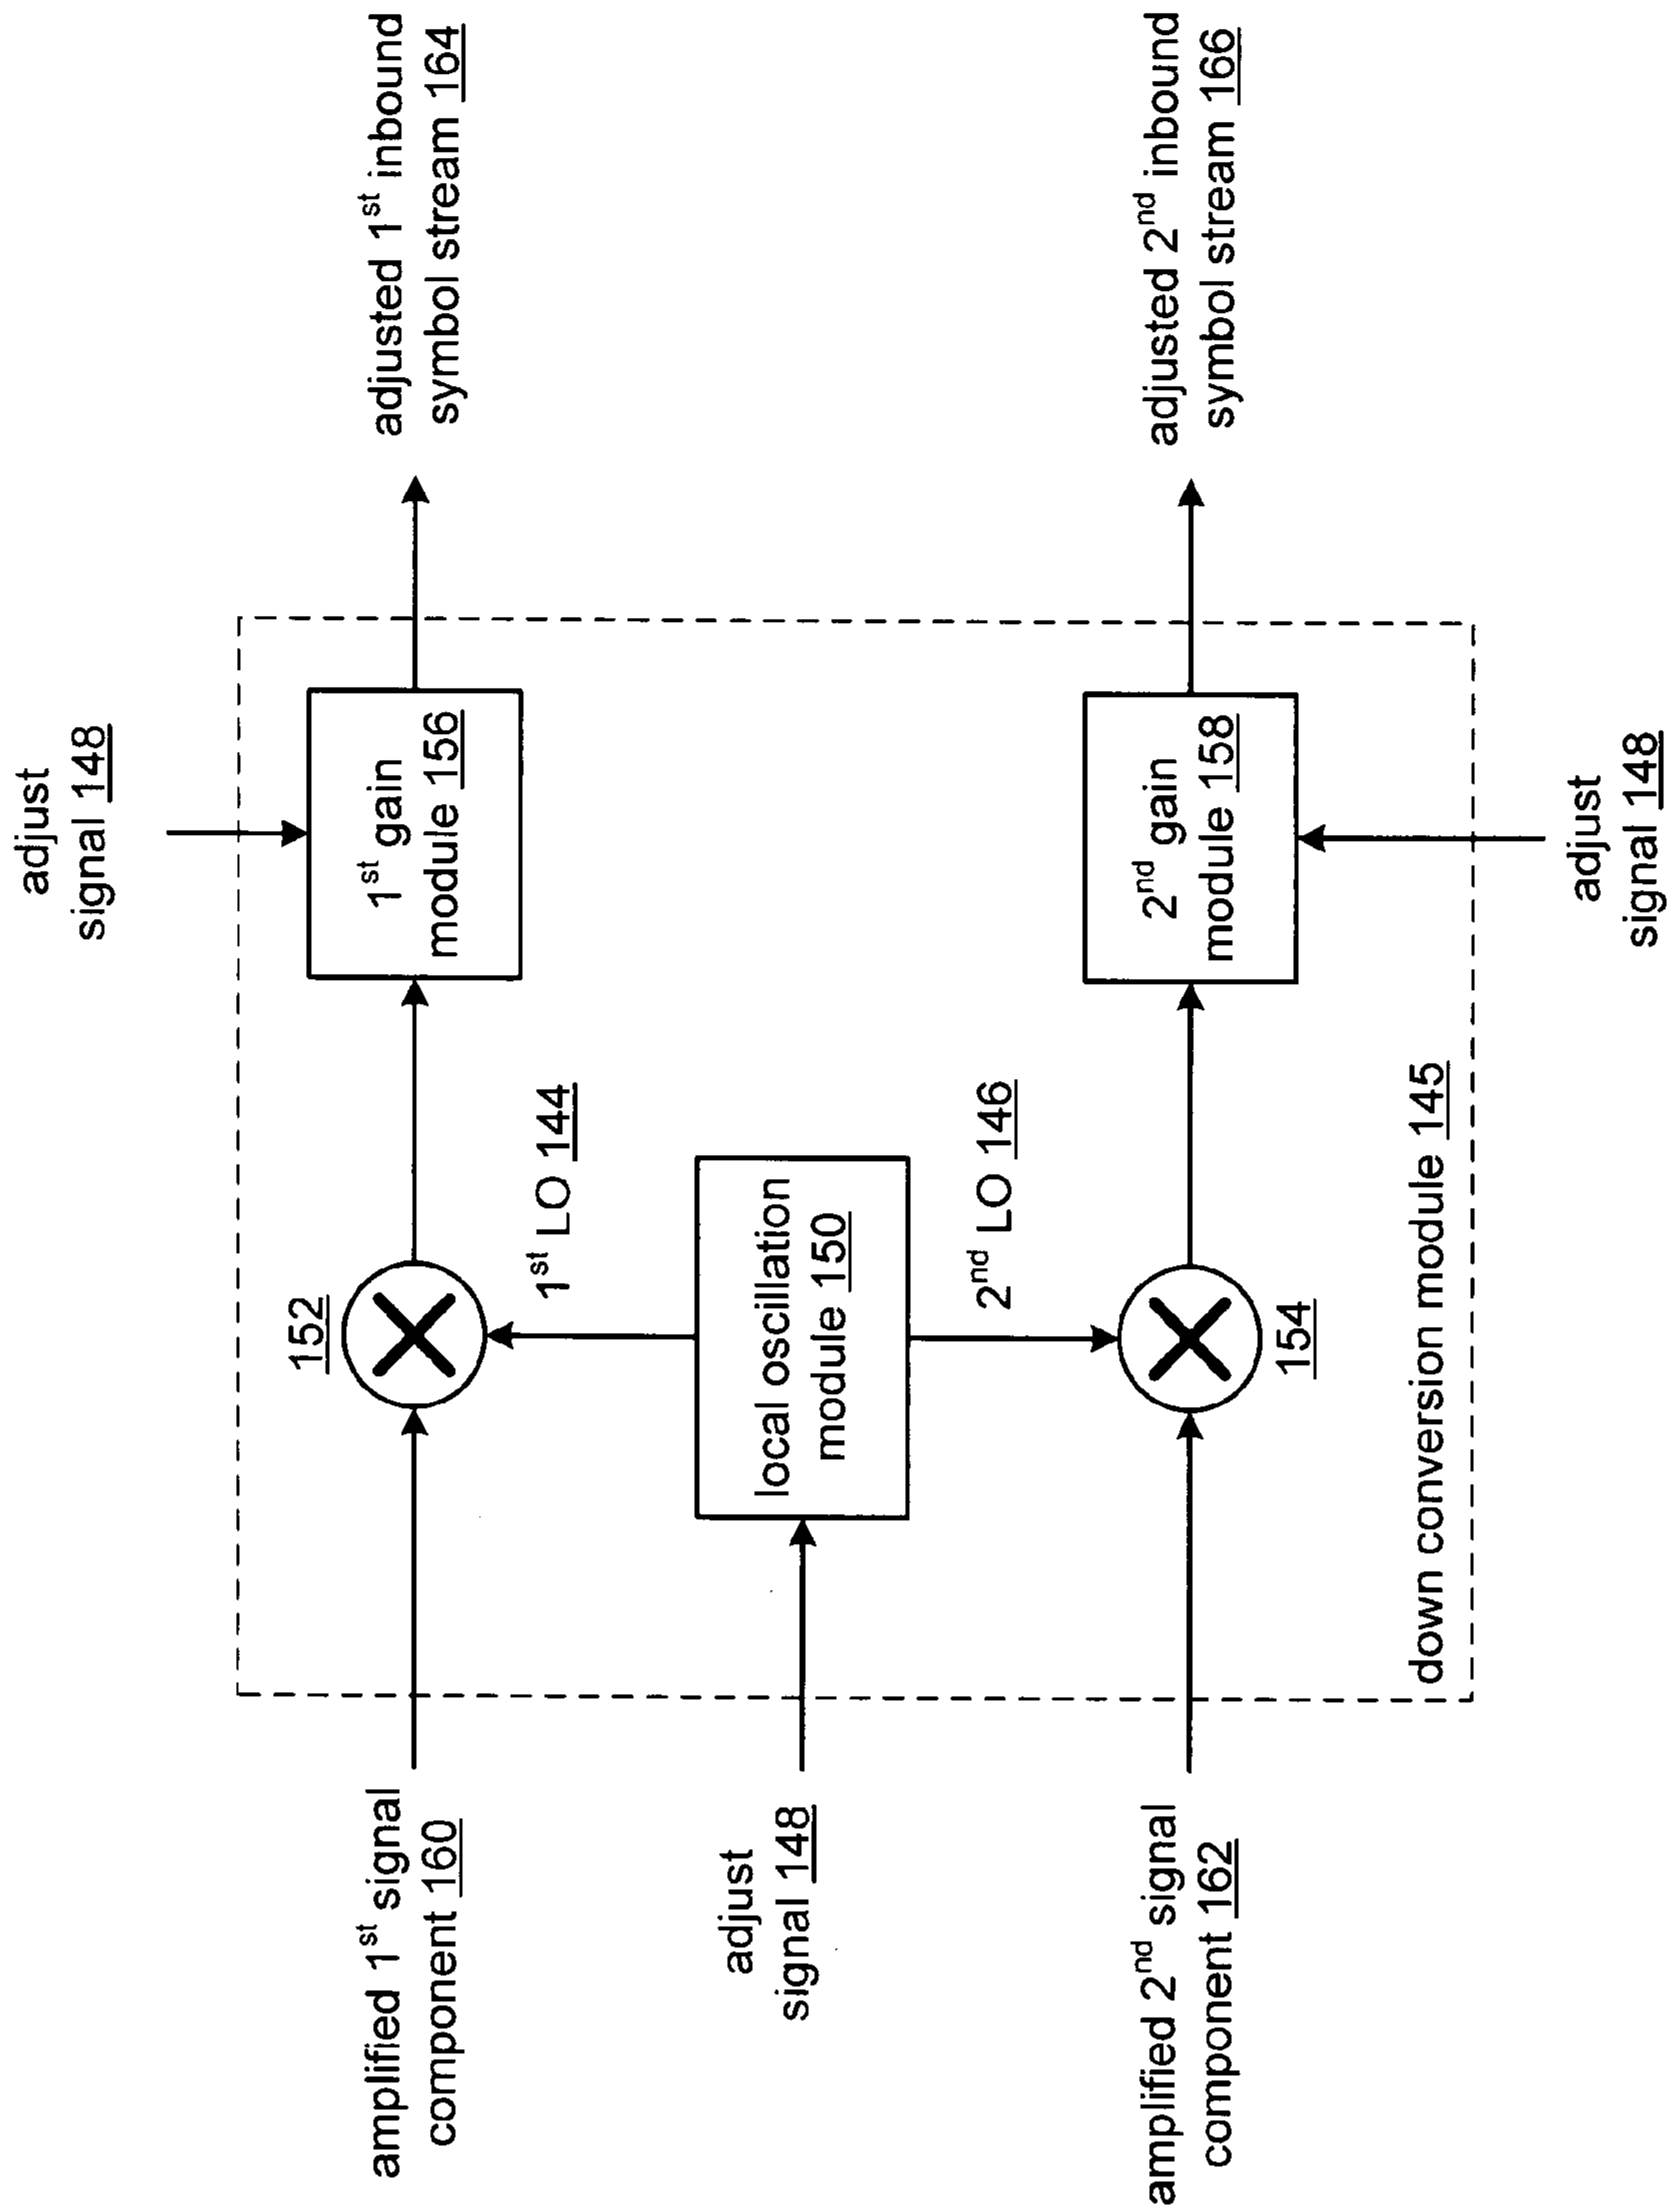 adjust
signal 148
amplified 1st signal
component 160
152
1st gain
module 156
adjusted 1st inbound
symbol stream 164
1st LO 144
adjust
signal 148
local oscillation
module 150
2nd LO 146
amplified 2nd signal
component 162
154
2nd gain
module 158
adjusted 2nd inbound
symbol stream 166
down conversion module 145
adjust
signal 148